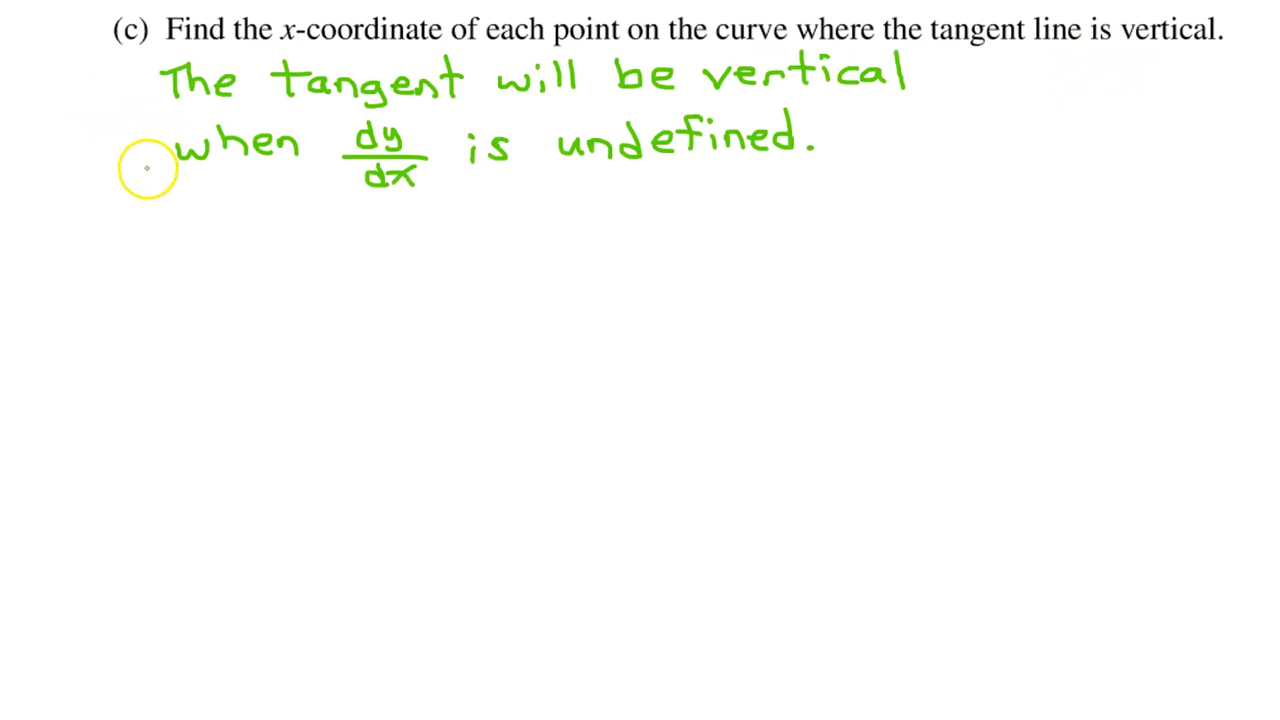 (c) Find the x-coordinate of each point on the curve where the tangent line is vertical.
The tangent will be vertical
when dy/dx is undefined.